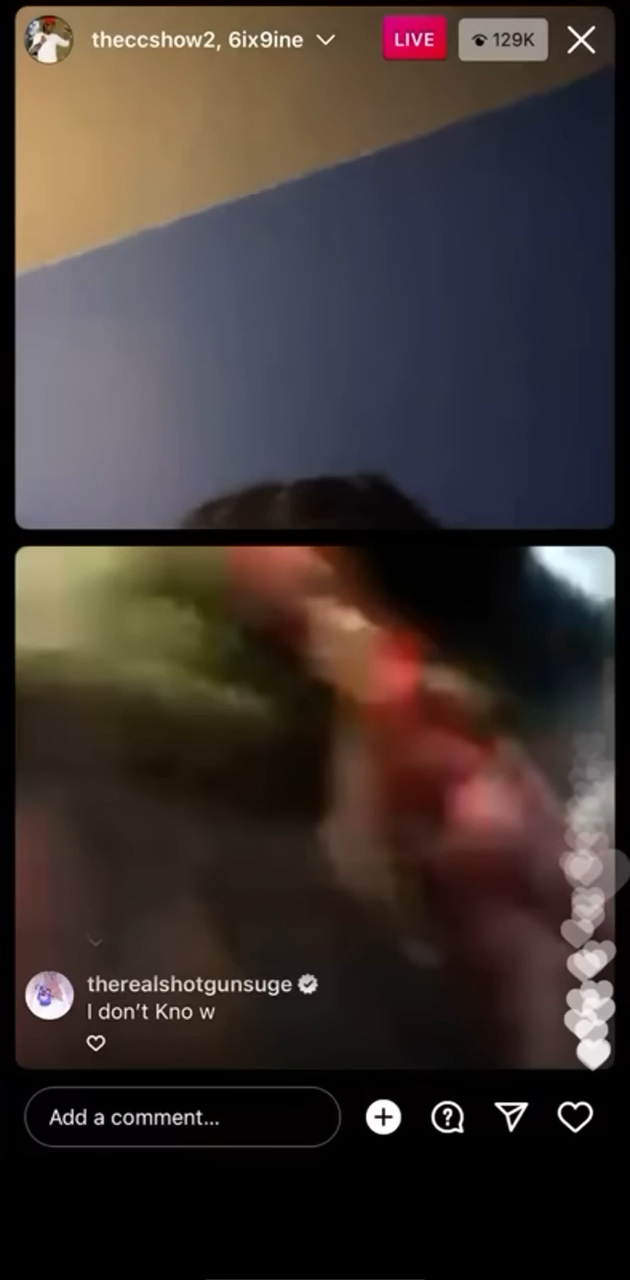 theccshow2, 6ix9ine
LIVE
129K
therealshotgunsuge
I don't Kno w
Add a comment...